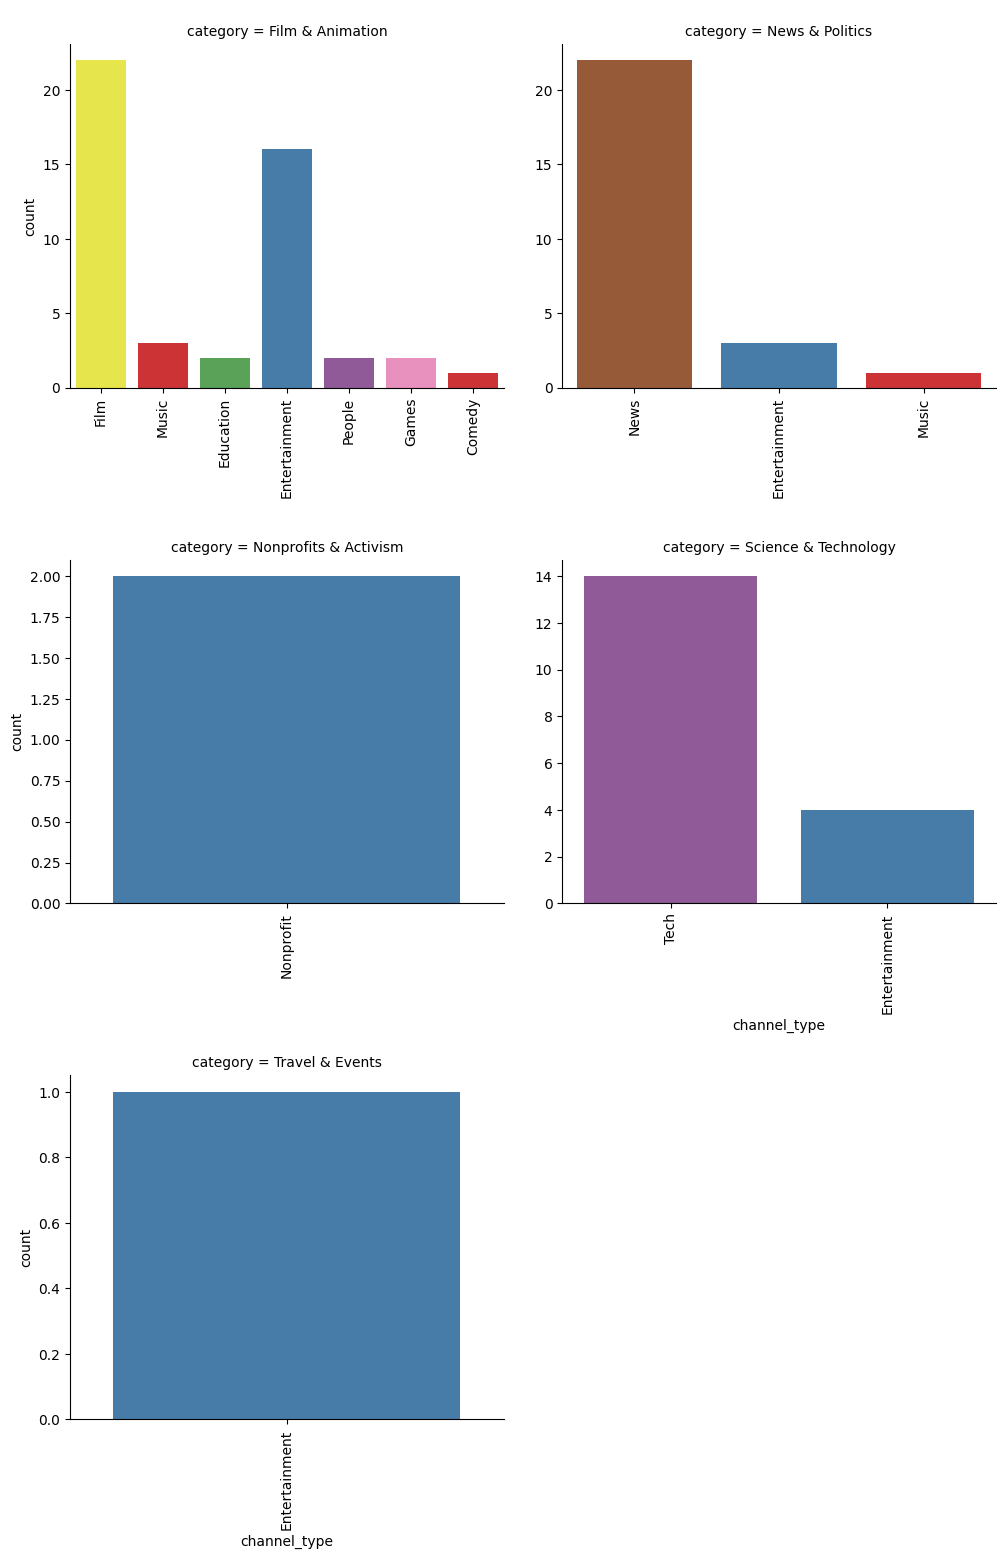 category = Film & Animation
count
20
15
10
5
0
Film
Music
Education
Entertainment
People
Games
Comedy
category = News & Politics
20
15
10
5
0
News
Entertainment
Music
category = Nonprofits & Activism
count
2.00
1.75
1.50
1.25
1.00
0.75
0.50
0.25
0.00
Nonprofit
category = Science & Technology
14
12
10
8
6
4
2
0
Tech
Entertainment
channel_type
category = Travel & Events
count
1.0
0.8
0.6
0.4
0.2
0.0
Entertainment
channel_type